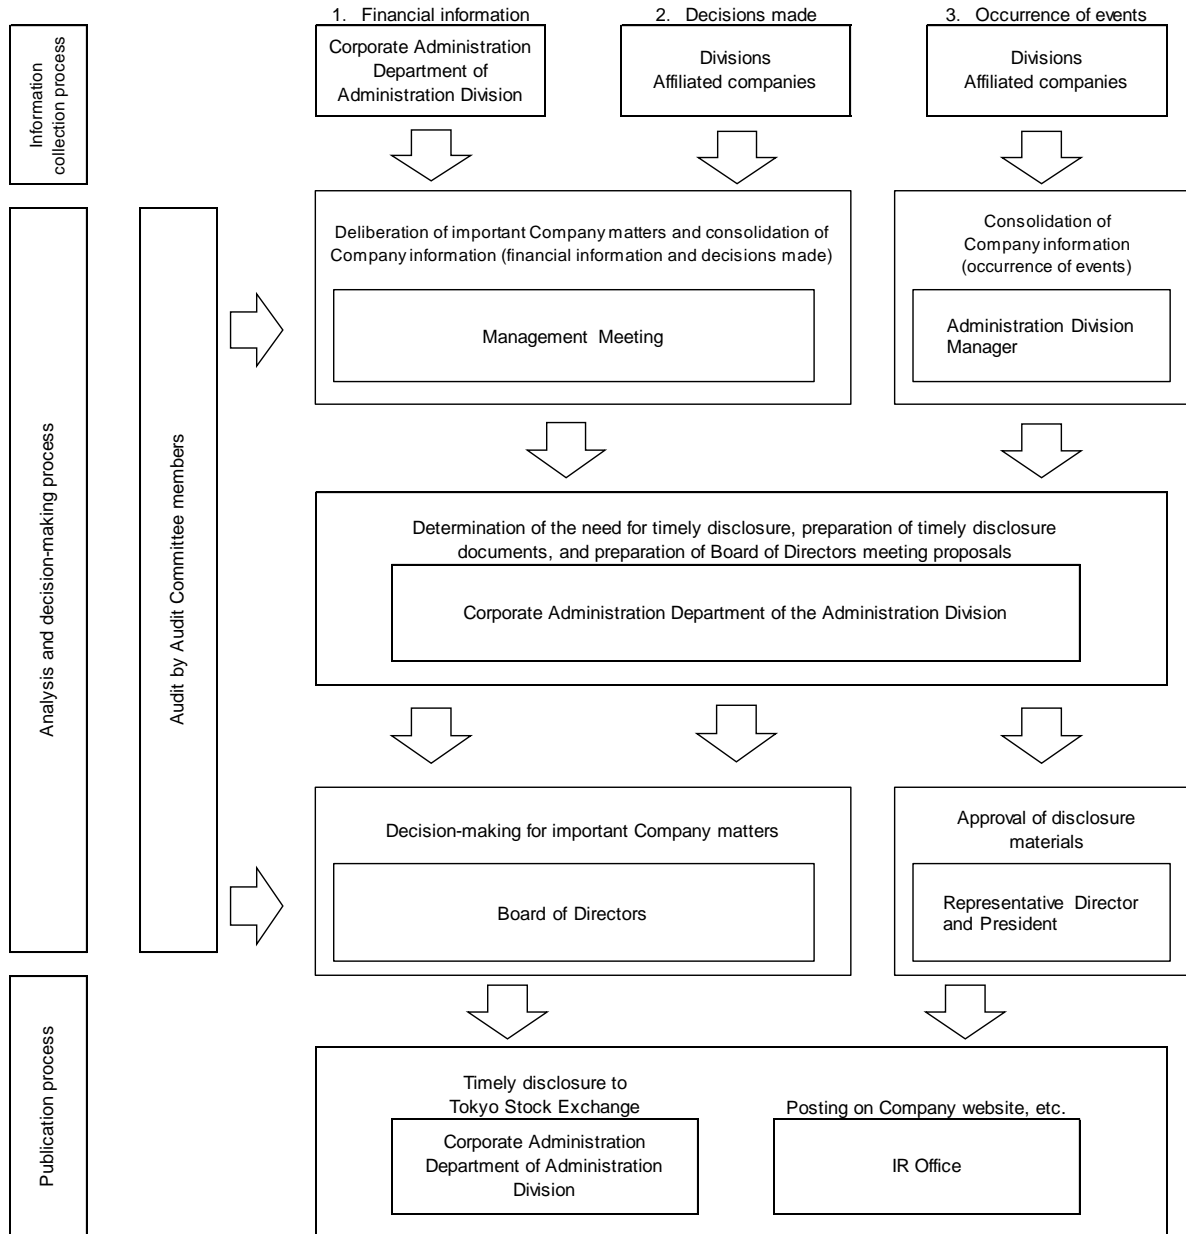 1. Financial information
2. Decisions made
3. Occurrence of events
Information
collection process
Corporate Administration
Department of
Administration Division
Divisions
Affiliated companies
Divisions
Affiliated companies
Analysis and decision-making process
Audit by Audit Committee members
Deliberation of important Company matters and consolidation of
Company information (financial information and decisions made)
Management Meeting
Consolidation of
Company information
(occurrence of events)
Administration Division
Manager
Determination of the need for timely disclosure, preparation of timely disclosure
documents, and preparation of Board of Directors meeting proposals
Corporate Administration Department of the Administration Division
Decision-making for important Company matters
Board of Directors
Approval of disclosure
materials
Representative Director
and President
Publication process
Timely disclosure to
Tokyo Stock Exchange
Corporate Administration
Department of Administration
Division
Posting on Company website, etc.
IR Office